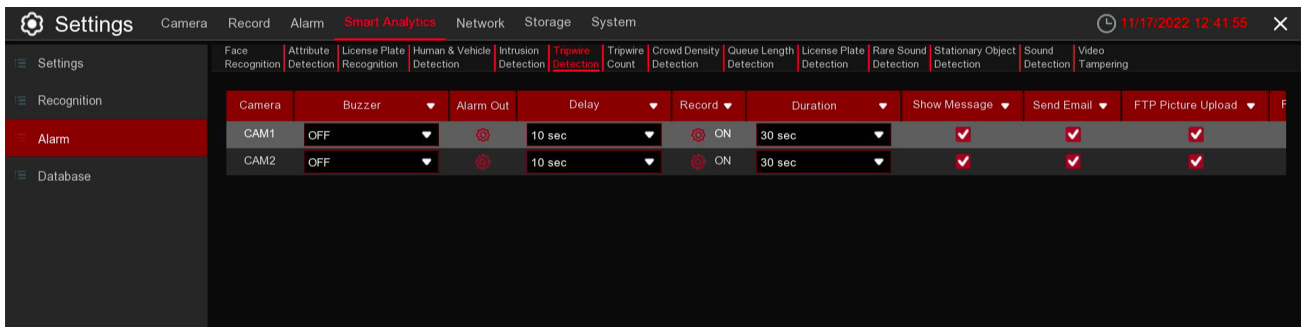 Settings Camera Record Alarm Smart Analytics Network Storage System 11/17/2022 12:41:55
Face Attribute License Plate Human & Vehicle Intrusion Tripwire Tripwire Crowd Density Queue Length License Plate Rare Sound Stationary Object Sound Video
Recognition Detection Recognition Detection Detection Detection Count Detection Detection Detection Detection Detection Detection Tampering
Settings
Recognition
Alarm
Database
Camera Buzzer Alarm Out Delay Record Duration Show Message Send Email FTP Picture Upload F
CAM1 OFF 10 sec ON 30 sec
CAM2 OFF 10 sec ON 30 sec